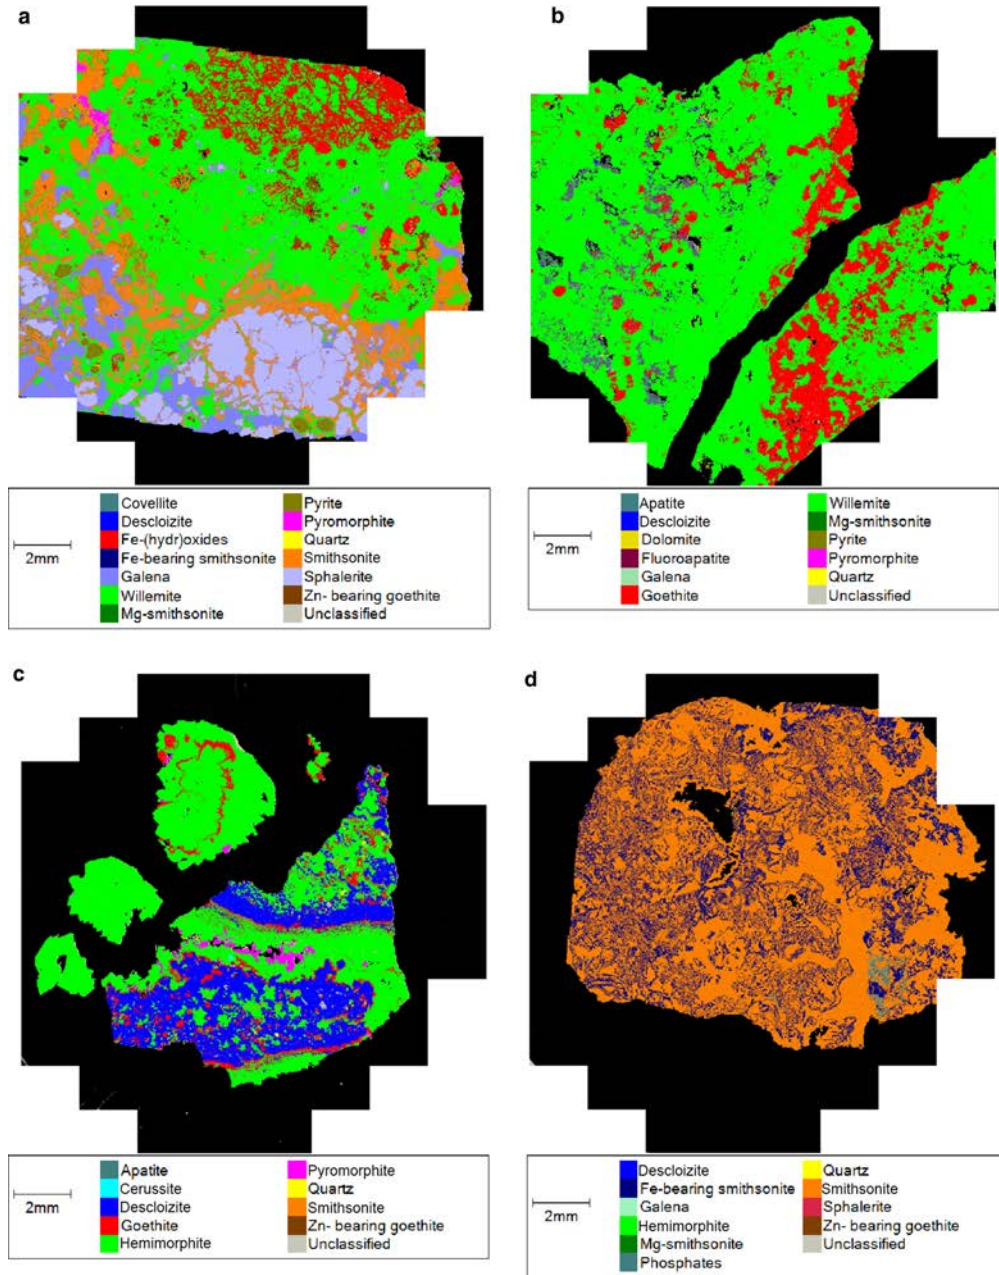 a
b
Covellite
Descloizite
Fe-(hydr)oxides
Fe-bearing smithsonite
Galena
Willemite
Mg-smithsonite
Pyrite
Pyromorphite
Quartz
Smithsonite
Sphalerite
Zn- bearing goethite
Unclassified
2mm
Apatite
Descloizite
Dolomite
Fluoroapatite
Galena
Goethite
Willemite
Mg-smithsonite
Pyrite
Pyromorphite
Quartz
Unclassified
2mm
c
d
Apatite
Cerussite
Descloizite
Goethite
Hemimorphite
Pyromorphite
Quartz
Smithsonite
Zn- bearing goethite
Unclassified
2mm
Descloizite
Fe-bearing smithsonite
Galena
Hemimorphite
Mg-smithsonite
Phosphates
Quartz
Smithsonite
Sphalerite
Zn- bearing goethite
Unclassified
2mm